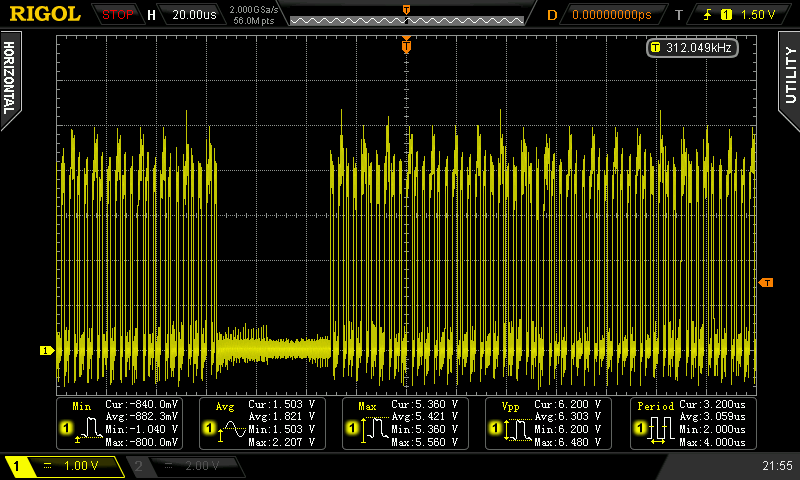 RIGOL STOP H 20.00us 2.000GSa/s 56.0M pts D 0.00000000ps T 1 1.50 V
T
HORIZONTAL
T 312.049kHz
UTILITY
T
1
Min Cur:-840.0mV
Avg:-882.3mV
1 Min:-1.040 V
Max:-800.0mV
Avg Cur:1.503 V
Avg:1.821 V
1 Min:1.503 V
Max:2.207 V
Max Cur:5.360 V
Avg:5.421 V
1 Min:5.360 V
Max:5.560 V
Vpp Cur:6.200 V
Avg:6.303 V
1 Min:6.200 V
Max:6.480 V
Period Cur:3.200us
Avg:3.059us
1 Min:2.000us
Max:4.000us
1 1.00 V 2 2.00 V 21:55